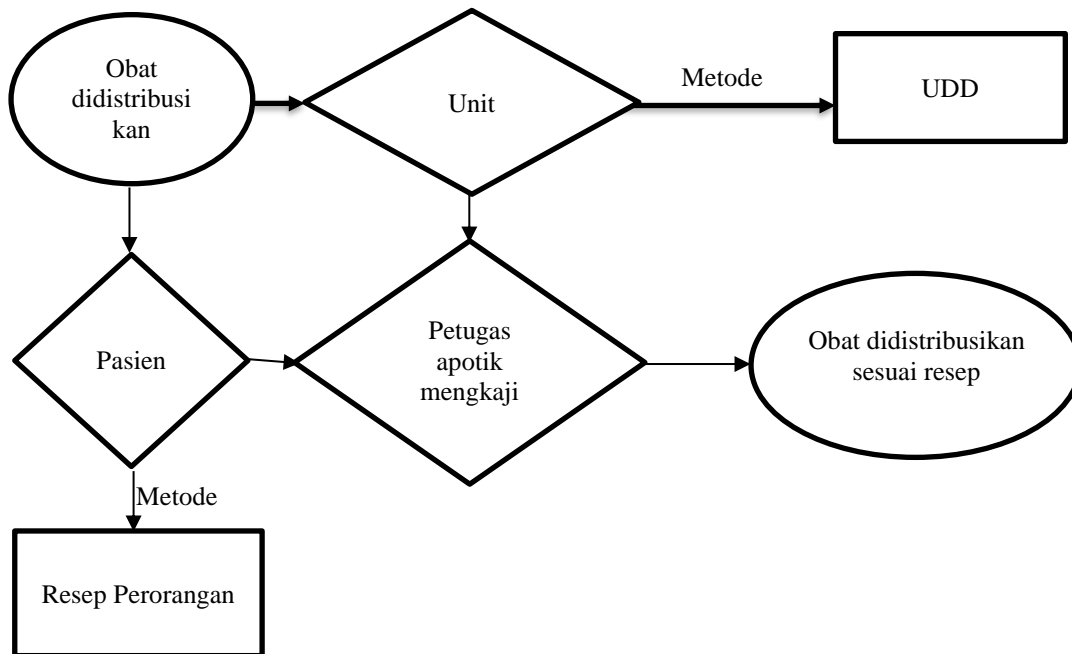 Obat
didistribusi
kan
Unit
Metode
UDD
Pasien
Petugas
apotik
mengkaji
Obat didistribusikan
sesuai resep
Metode
Resep Perorangan